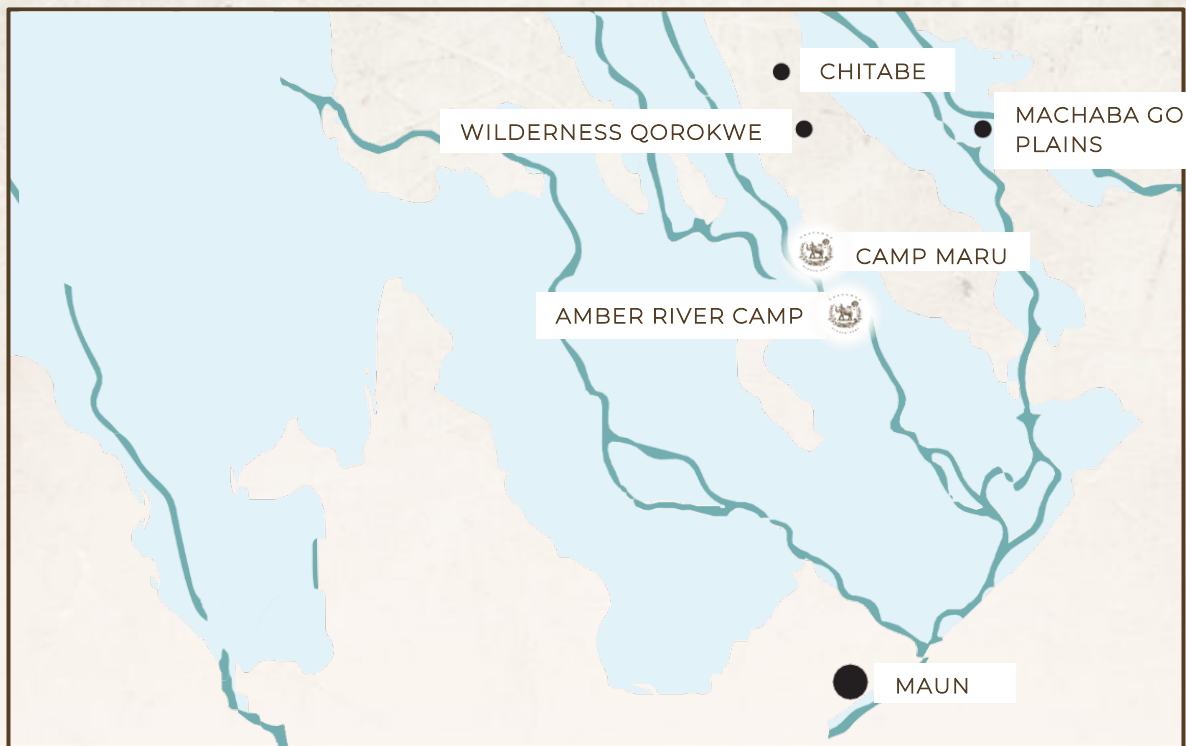 CHITABE
MACHABA GO
PLAINS
WILDERNESS QOROKWE
CAMP MARU
AMBER RIVER CAMP
MAUN